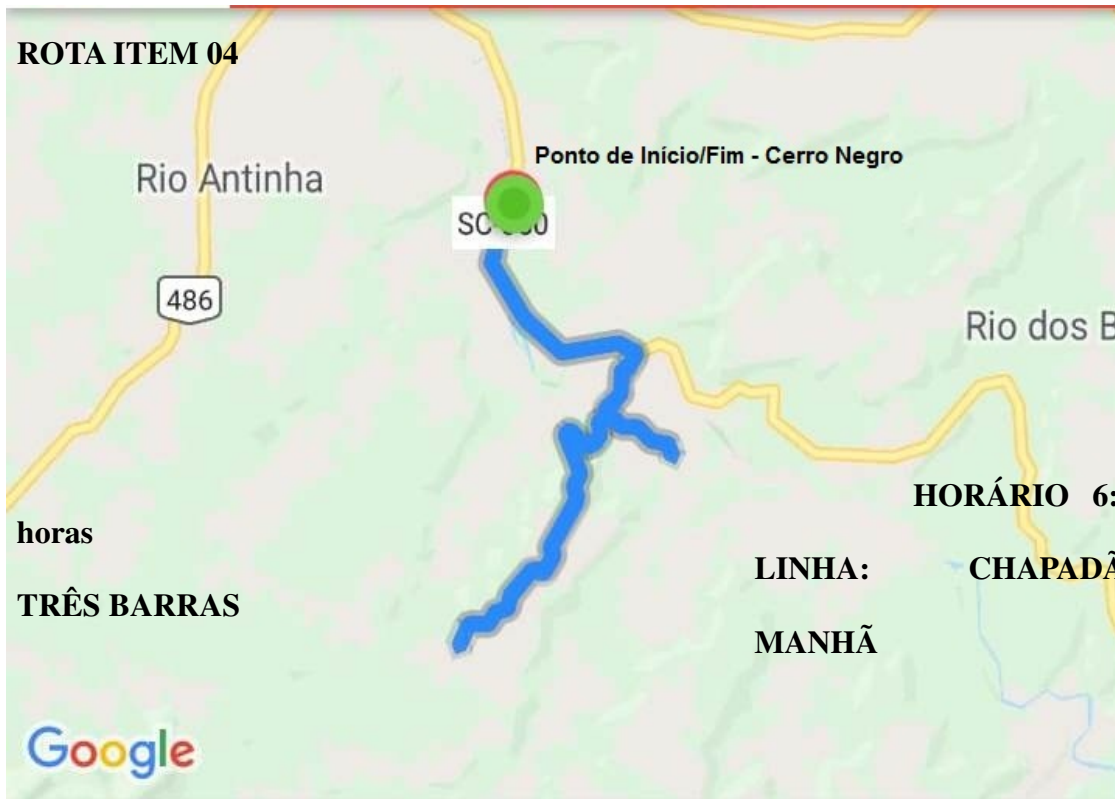 ROTA ITEM 04
Ponto de Início/Fim - Cerro Negro
Rio Antinha
SC
486
Rio dos
HORÁRIO 6:
horas
LINHA:
TRÊS BARRAS
MANHÃ
Google